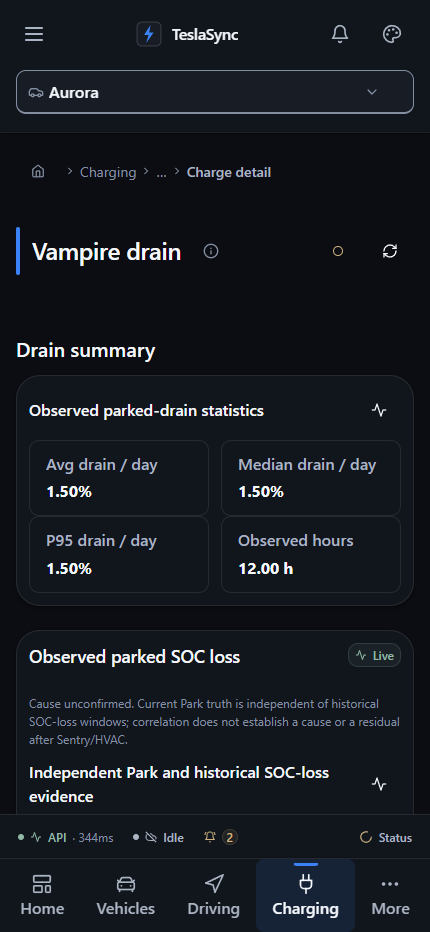 TeslaSync
Aurora
Charging
...
Charge detail
Vampire drain
Drain summary
Observed parked-drain statistics
Avg drain / day
1.50%
Median drain / day
1.50%
P95 drain / day
1.50%
Observed hours
12.00 h
Observed parked SOC loss
Live
Cause unconfirmed. Current Park truth is independent of historical
SOC-loss windows; correlation does not establish a cause or a residual
after Sentry/HVAC.
Independent Park and historical SOC-loss
evidence
API · 344ms
Idle
2
Status
Home
Vehicles
Driving
Charging
More